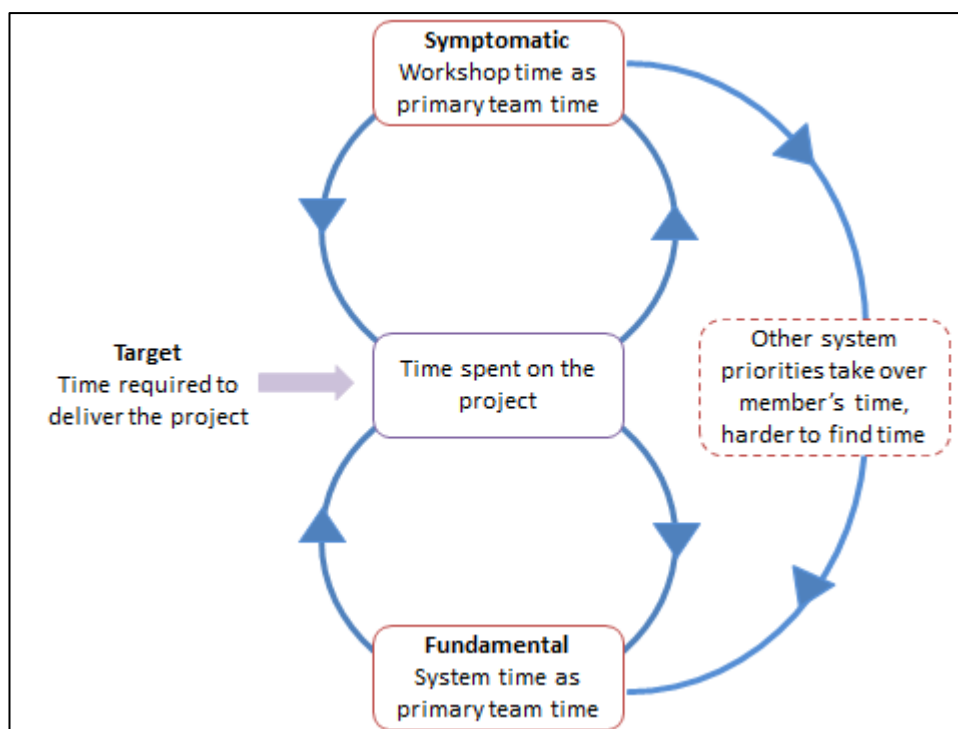 Symptomatic
Workshop time as
primary team time
Target
Time required to
deliver the project
Time spent on the
project
Other system
priorities take over
member’s time,
harder to find time
Fundamental
System time as
primary team time